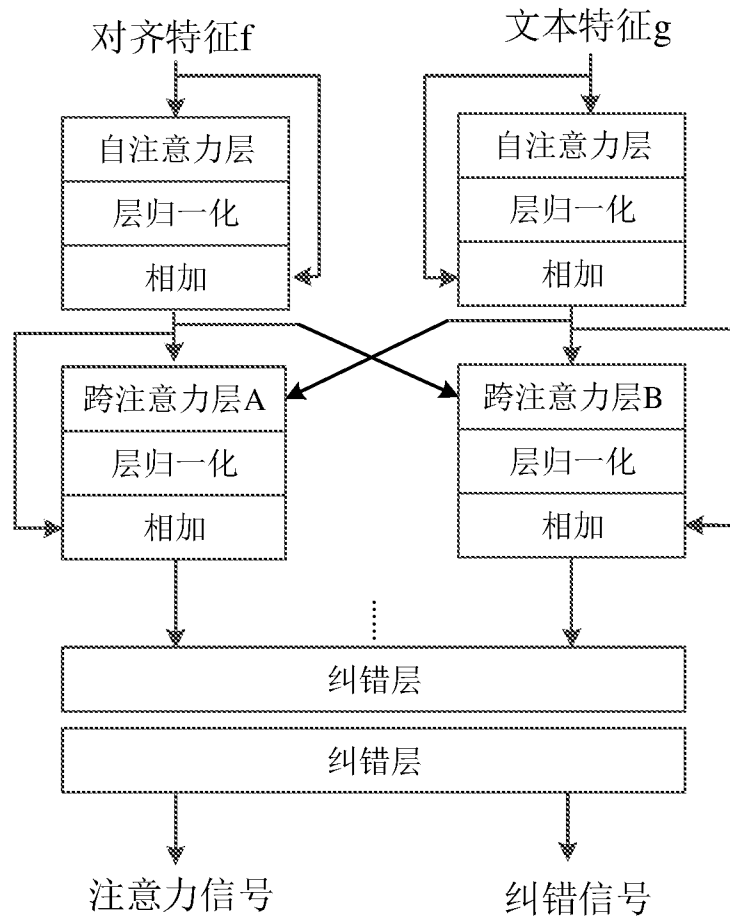 对齐特征f
文本特征g
自注意力层
层归一化
相加
自注意力层
层归一化
相加
跨注意力层A
层归一化
相加
跨注意力层B
层归一化
相加
纠错层
纠错层
注意力信号
纠错信号